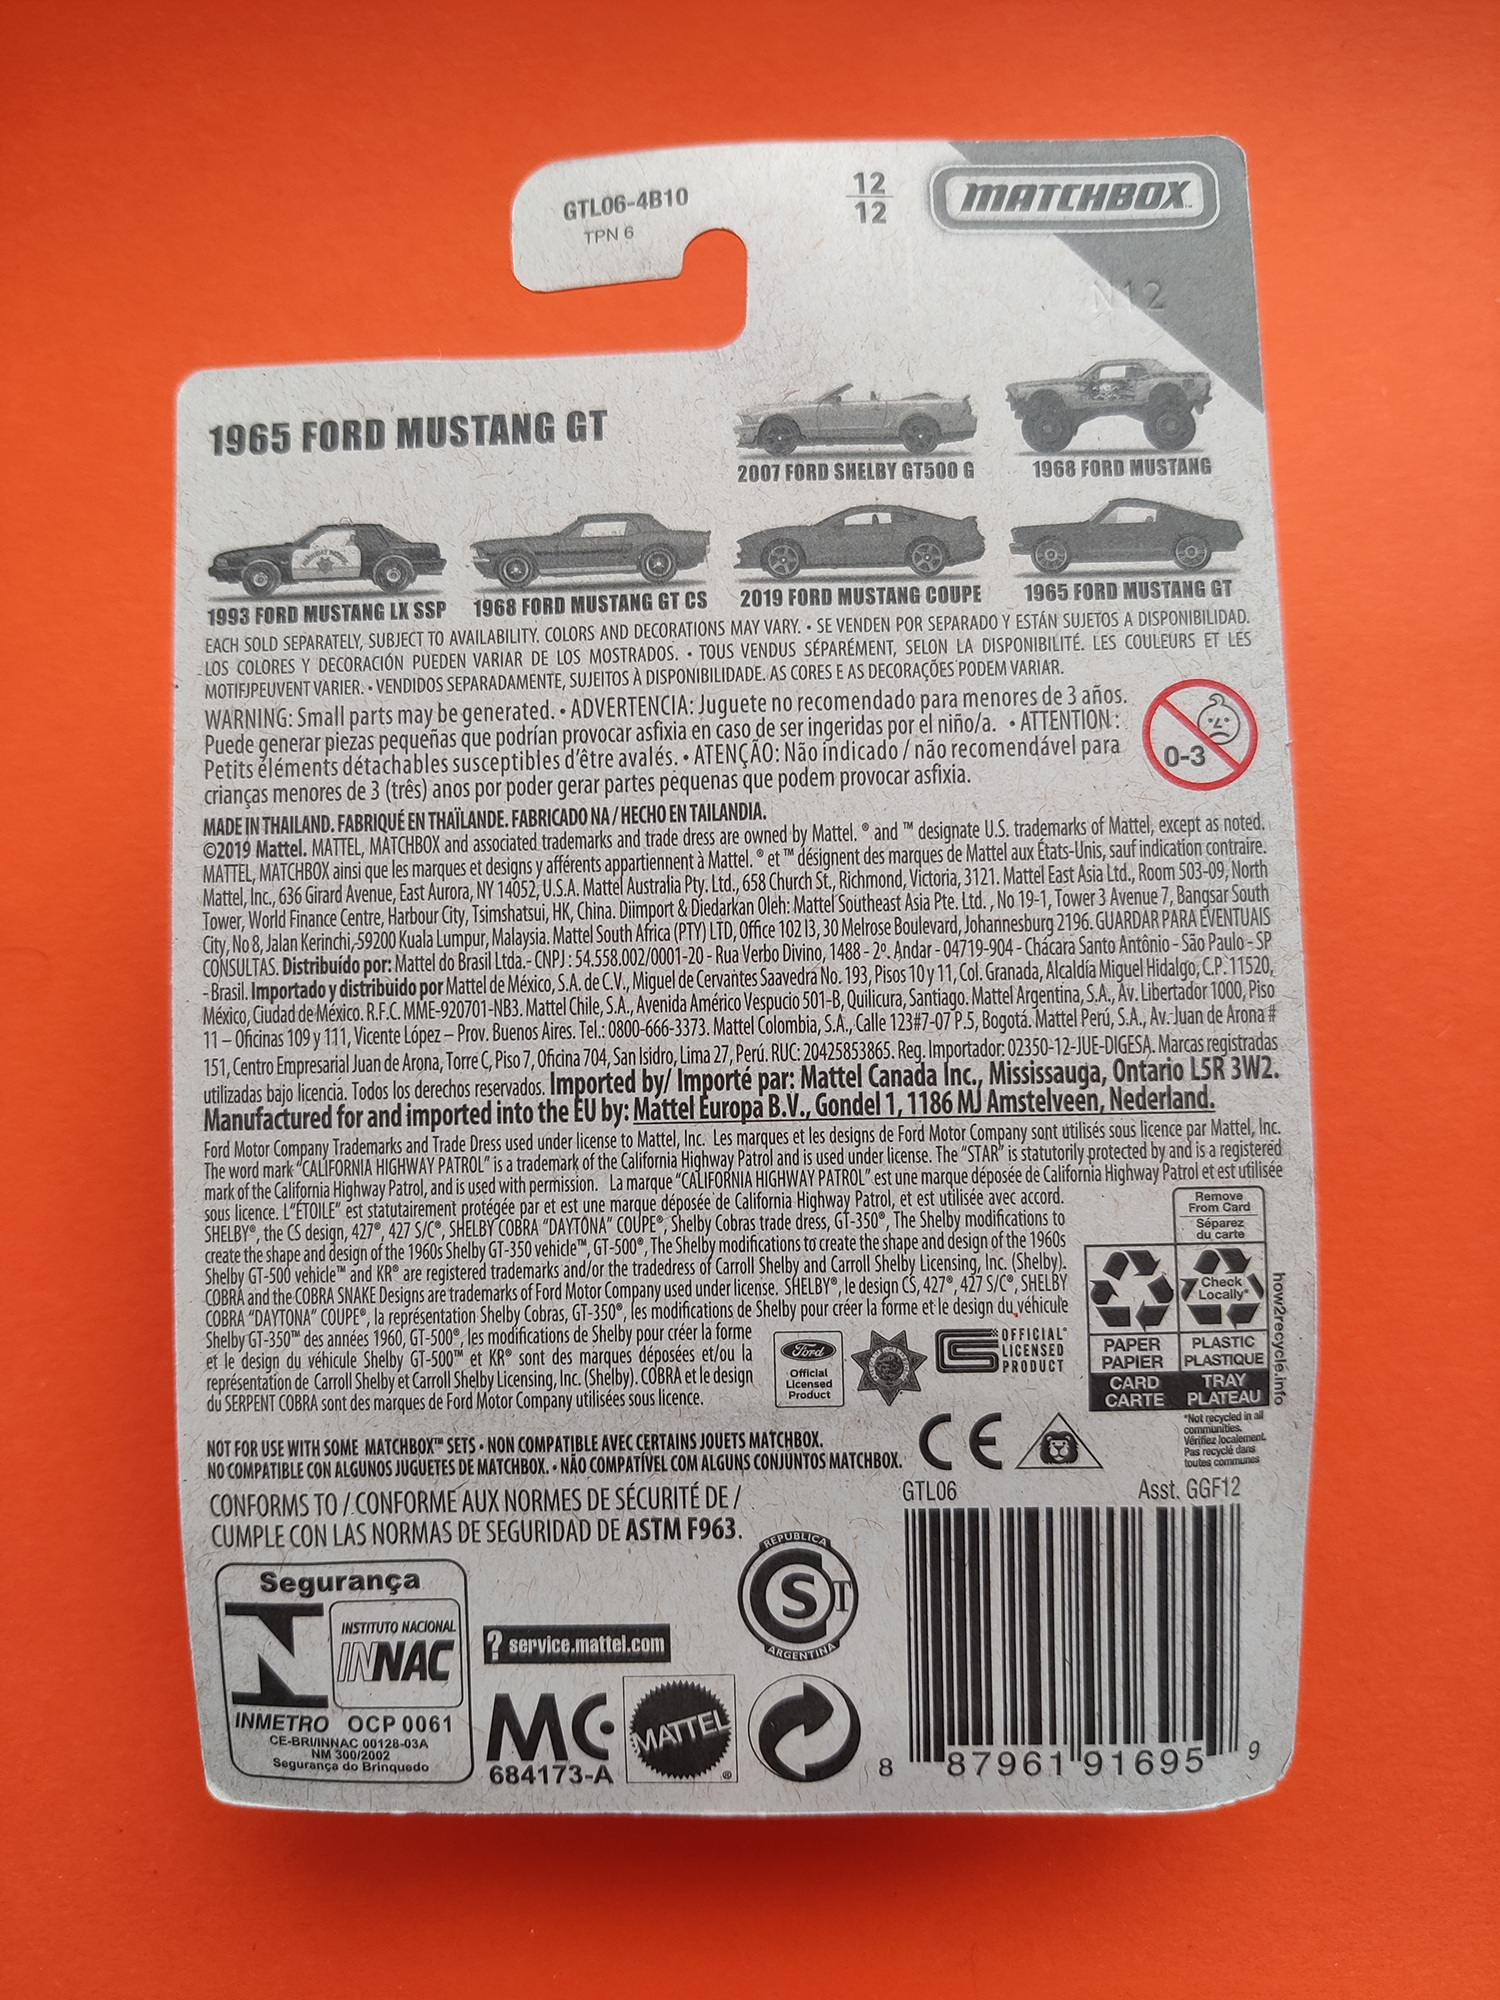 GTL06-4B10
TPN 6
12
12
MATCHBOX™
N12
1965 FORD MUSTANG GT
2007 FORD SHELBY GT500 G
1968 FORD MUSTANG
1993 FORD MUSTANG LX SSP
1968 FORD MUSTANG GT CS
2019 FORD MUSTANG COUPE
1965 FORD MUSTANG GT
EACH SOLD SEPARATELY, SUBJECT TO AVAILABILITY. COLORS AND DECORATIONS MAY VARY. • SE VENDEN POR SEPARADO Y ESTÁN SUJETOS A DISPONIBILIDAD.
LOS COLORES Y DECORACIÓN PUEDEN VARIAR DE LOS MOSTRADOS. • TOUS VENDUS SÉPARÉMENT, SELON LA DISPONIBILITÉ. LES COULEURS ET LES
MOTIFJPEUVENT VARIER. • VENDIDOS SEPARADAMENTE, SUJEITOS À DISPONIBILIDADE. AS CORES E AS DECORAÇÕES PODEM VARIAR.
WARNING: Small parts may be generated. • ADVERTENCIA: Juguete no recomendado para menores de 3 años.
Puede generar piezas pequeñas que podrían provocar asfixia en caso de ser ingeridas por el niño/a. • ATTENTION :
Petits éléments détachables susceptibles d'être avalés. • ATENÇÃO: Não indicado / não recomendável para
crianças menores de 3 (três) anos por poder gerar partes pequenas que podem provocar asfixia.
0-3
MADE IN THAILAND. FABRIQUÉ EN THAÏLANDE. FABRICADO NA / HECHO EN TAILANDIA.
©2019 Mattel. MATTEL, MATCHBOX and associated trademarks and trade dress are owned by Mattel. ® and ™ designate U.S. trademarks of Mattel, except as noted.
MATTEL, MATCHBOX ainsi que les marques et designs y afférents appartiennent à Mattel. ® et ™ désignent des marques de Mattel aux États-Unis, sauf indication contraire.
Mattel, Inc., 636 Girard Avenue, East Aurora, NY 14052, U.S.A. Mattel Australia Pty. Ltd., 658 Church St., Richmond, Victoria, 3121. Mattel East Asia Ltd., Room 503-09, North
Tower, World Finance Centre, Harbour City, Tsimshatsui, HK, China. Diimport & Diedarkan Oleh: Mattel Southeast Asia Pte. Ltd. , No 19-1, Tower 3 Avenue 7, Bangsar South
City, No 8, Jalan Kerinchi,-59200 Kuala Lumpur, Malaysia. Mattel South Africa (PTY) LTD, Office 102 I3, 30 Melrose Boulevard, Johannesburg 2196. GUARDAR PARA EVENTUAIS
CONSULTAS. Distribuído por: Mattel do Brasil Ltda.- CNPJ : 54.558.002/0001-20 - Rua Verbo Divino, 1488 - 2º. Andar - 04719-904 - Chácara Santo Antônio - São Paulo - SP
- Brasil. Importado y distribuido por Mattel de México, S.A. de C.V., Miguel de Cervantes Saavedra No. 193, Pisos 10 y 11, Col. Granada, Alcaldía Miguel Hidalgo, C.P. 11520,
México, Ciudad de México. R.F.C. MME-920701-NB3. Mattel Chile, S.A., Avenida Américo Vespucio 501-B, Quilicura, Santiago. Mattel Argentina, S.A., Av. Libertador 1000, Piso
11 – Oficinas 109 y 111, Vicente López – Prov. Buenos Aires. Tel.: 0800-666-3373. Mattel Colombia, S.A., Calle 123#7-07 P.5, Bogotá. Mattel Perú, S.A., Av. Juan de Arona #
151, Centro Empresarial Juan de Arona, Torre C, Piso 7, Oficina 704, San Isidro, Lima 27, Perú. RUC: 20425853865. Reg. Importador: 02350-12-JUE-DIGESA. Marcas registradas
utilizadas bajo licencia. Todos los derechos reservados. Imported by/ Importé par: Mattel Canada Inc., Mississauga, Ontario L5R 3W2.
Manufactured for and imported into the EU by: Mattel Europa B.V., Gondel 1, 1186 MJ Amstelveen, Nederland.
Ford Motor Company Trademarks and Trade Dress used under license to Mattel, Inc. Les marques et les designs de Ford Motor Company sont utilisés sous licence par Mattel, Inc.
The word mark "CALIFORNIA HIGHWAY PATROL" is a trademark of the California Highway Patrol and is used under license. The "STAR" is statutorily protected by and is a registered
mark of the California Highway Patrol, and is used with permission. La marque "CALIFORNIA HIGHWAY PATROL" est une marque déposée de California Highway Patrol et est utilisée
sous licence. L'"ÉTOILE" est statutairement protégée par et est une marque déposée de California Highway Patrol, et est utilisée avec accord.
SHELBY®, the CS design, 427®, 427 S/C®, SHELBY COBRA "DAYTONA" COUPE®, Shelby Cobras trade dress, GT-350®, The Shelby modifications to
create the shape and design of the 1960s Shelby GT-350 vehicle™, GT-500®, The Shelby modifications to create the shape and design of the 1960s
Shelby GT-500 vehicle™ and KR® are registered trademarks and/or the tradedress of Carroll Shelby and Carroll Shelby Licensing, Inc. (Shelby).
COBRA and the COBRA SNAKE Designs are trademarks of Ford Motor Company used under license. SHELBY®, le design CS, 427®, 427 S/C®, SHELBY
COBRA "DAYTONA" COUPE®, la représentation Shelby Cobras, GT-350®, les modifications de Shelby pour créer la forme et le design du véhicule
Shelby GT-350™ des années 1960, GT-500®, les modifications de Shelby pour créer la forme
et le design du véhicule Shelby GT-500™ et KR® sont des marques déposées et/ou la
représentation de Carroll Shelby et Carroll Shelby Licensing, Inc. (Shelby). COBRA et le design
du SERPENT COBRA sont des marques de Ford Motor Company utilisées sous licence.
Ford
Official
Licensed
Product
OFFICIAL
LICENSED
PRODUCT
Remove
From Card
Séparez
du carte
Check
Locally*
PAPER
PAPIER
PLASTIC
PLASTIQUE
CARD
CARTE
TRAY
PLATEAU
how2recycle.info
*Not recycled in all
communities.
Vérifiez localement.
Pas recyclé dans
toutes communes
NOT FOR USE WITH SOME MATCHBOX™ SETS • NON COMPATIBLE AVEC CERTAINS JOUETS MATCHBOX.
NO COMPATIBLE CON ALGUNOS JUGUETES DE MATCHBOX. • NÃO COMPATÍVEL COM ALGUNS CONJUNTOS MATCHBOX.
CE
CONFORMS TO / CONFORME AUX NORMES DE SÉCURITÉ DE /
CUMPLE CON LAS NORMAS DE SEGURIDAD DE ASTM F963.
GTL06
Asst. GGF12
Segurança
INSTITUTO NACIONAL
INNAC
INMETRO OCP 0061
CE-BRI/INNAC 00128-03A
NM 300/2002
Segurança do Brinquedo
? service.mattel.com
MC
684173-A
MATTEL
®
REPUBLICA
S T
ARGENTINA
8 87961 91695 9